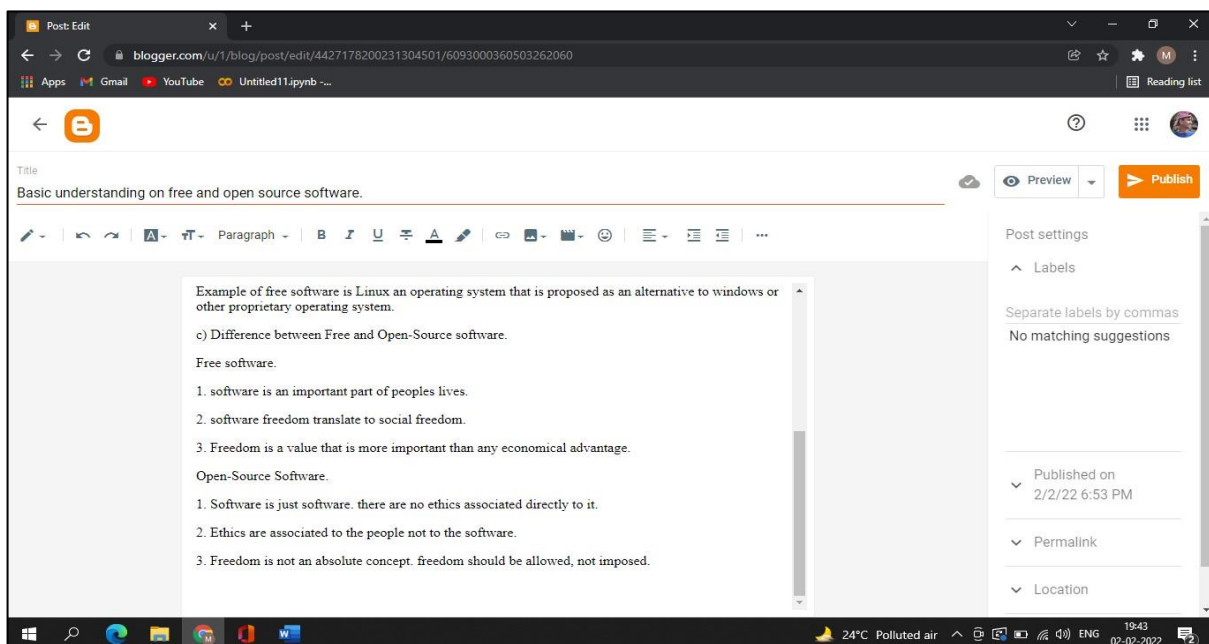 Post: Edit
blogger.com/u/1/blog/post/edit/4427178200231304501/6093000360503262060
M
Apps Gmail YouTube Untitled11.ipynb -... Reading list
Title
Basic understanding on free and open source software.
Preview Publish
Paragraph B I U A
Post settings
Labels
Separate labels by commas
No matching suggestions
Example of free software is Linux an operating system that is proposed as an alternative to windows or
other proprietary operating system.
c) Difference between Free and Open-Source software.
Free software.
1. software is an important part of peoples lives.
2. software freedom translate to social freedom.
3. Freedom is a value that is more important than any economical advantage.
Open-Source Software.
1. Software is just software. there are no ethics associated directly to it.
2. Ethics are associated to the people not to the software.
3. Freedom is not an absolute concept. freedom should be allowed, not imposed.
Published on
2/2/22 6:53 PM
Permalink
Location
24°C Polluted air ENG
19:43
02-02-2022
2